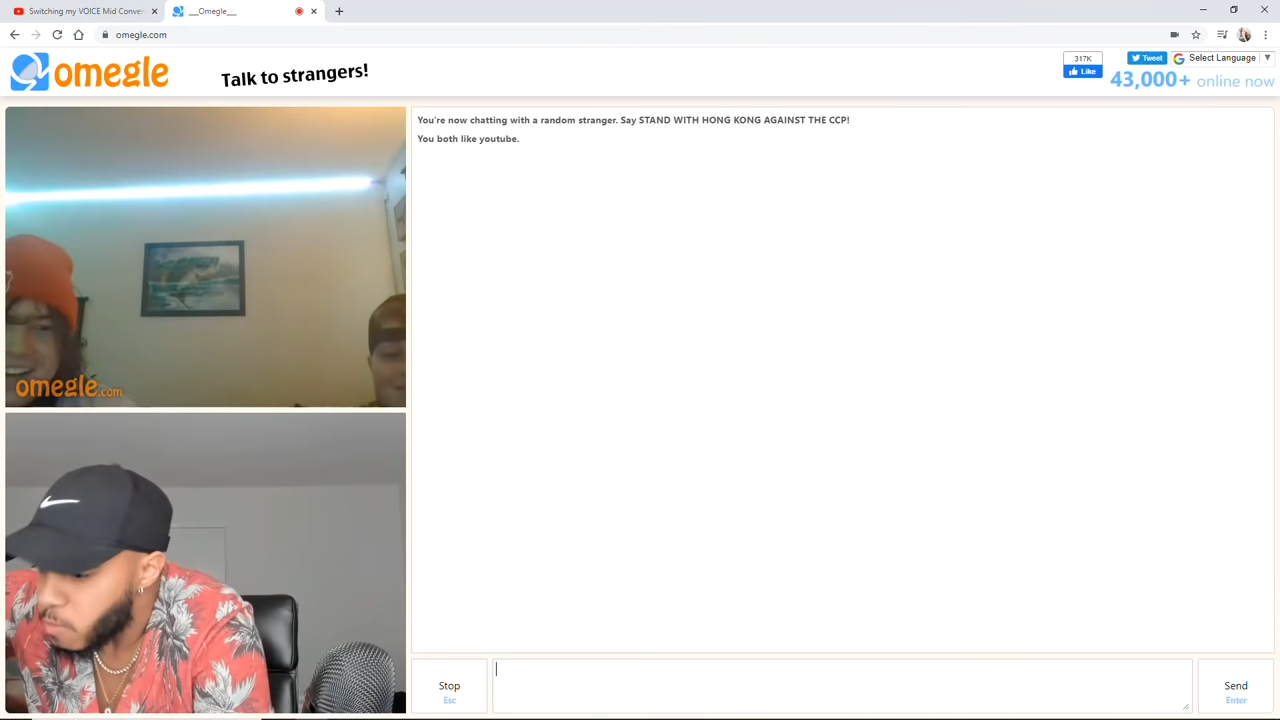 Switching my VOICE Mid Conver
__Omegle__
omegle.com
omegle
Talk to strangers!
317K
Like
Tweet
Select Language
43,000+ online now
You're now chatting with a random stranger. Say STAND WITH HONG KONG AGAINST THE CCP!
You both like youtube.
omegle.com
Stop
Esc
Send
Enter